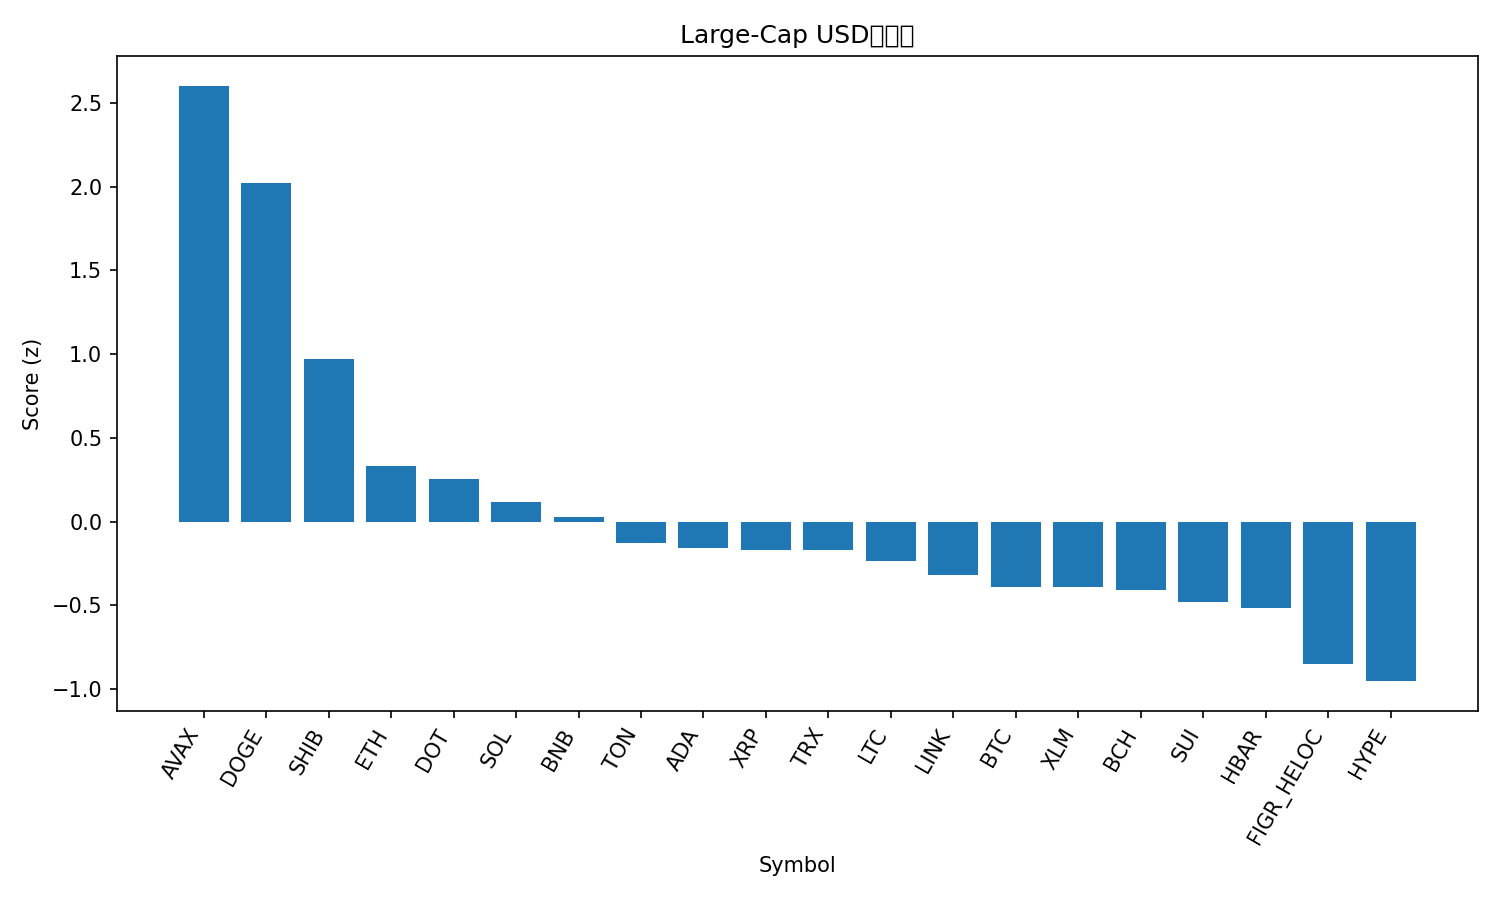 Large-Cap USD
2.5
2.0
1.5
1.0
0.5
0.0
−0.5
−1.0
Score (z)
AVAX
DOGE
SHIB
ETH
DOT
SOL
BNB
TON
ADA
XRP
TRX
LTC
LINK
BTC
XLM
BCH
SUI
HBAR
FIGR_HELOC
HYPE
Symbol